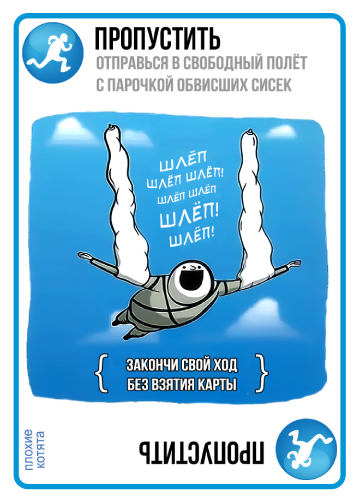 ПРОПУСТИТЬ
ОТПРАВЬСЯ В СВОБОДНЫЙ ПОЛЁТ
С ПАРОЧКОЙ ОБВИСШИХ СИСЕК
ШЛЁП
ШЛЁП ШЛЁП!
ШЛЁП ШЛЁП
ШЛЁП!
ШЛЁП!
{ ЗАКОНЧИ СВОЙ ХОД
БЕЗ ВЗЯТИЯ КАРТЫ }
плохие
котята
ПРОПУСТИТЬ